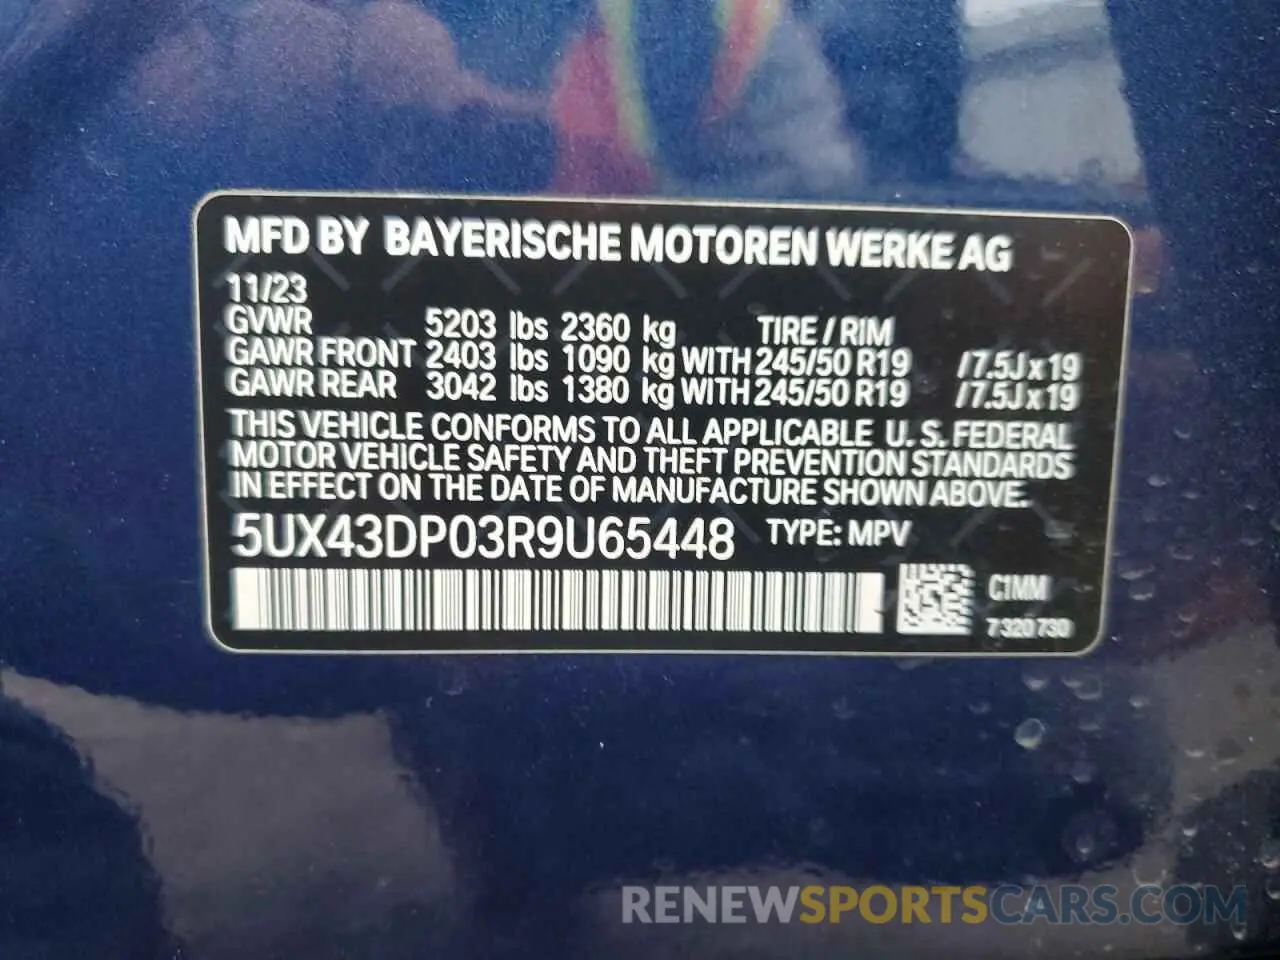 MFD BY BAYERISCHE MOTOREN WERKE AG
11/23
GVWR 5203 lbs 2360 kg TIRE / RIM
GAWR FRONT 2403 lbs 1090 kg WITH 245/50 R19 /7.5J x 19
GAWR REAR 3042 lbs 1380 kg WITH 245/50 R19 /7.5J x 19
THIS VEHICLE CONFORMS TO ALL APPLICABLE U. S. FEDERAL
MOTOR VEHICLE SAFETY AND THEFT PREVENTION STANDARDS
IN EFFECT ON THE DATE OF MANUFACTURE SHOWN ABOVE.
5UX43DP03R9U65448 TYPE: MPV
C1MM
7 320 730
RENEWSPORTSCARS.COM